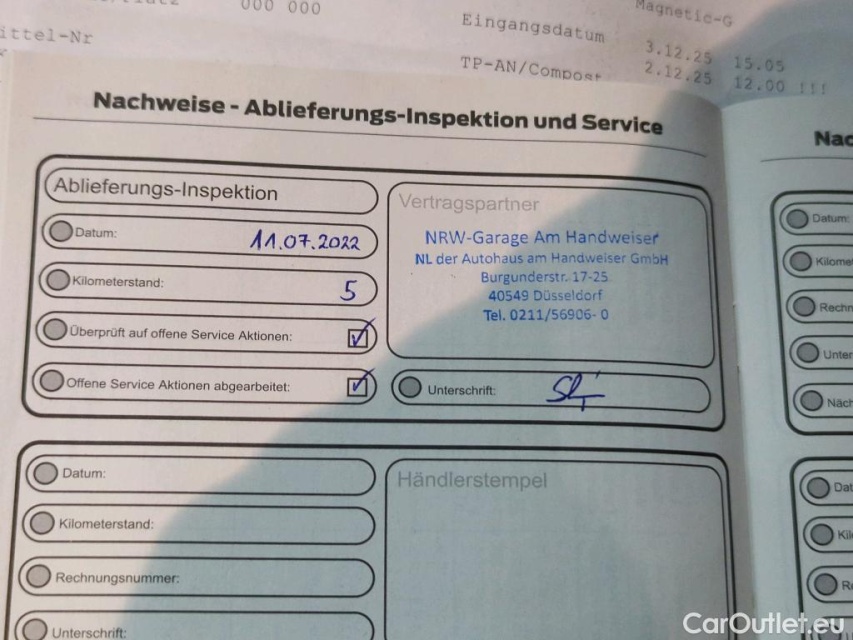 000 000
Magnetic-G
Eingangsdatum 3.12.25 15.05
ittel-Nr
TP-AN/Compost 2.12.25 12.00 !!!
Nachweise - Ablieferungs-Inspektion und Service
Ablieferungs-Inspektion
Datum: 11.07.2022
Kilometerstand: 5
Überprüft auf offene Service Aktionen:
Offene Service Aktionen abgearbeitet:
Vertragspartner
NRW-Garage Am Handweiser
NL der Autohaus am Handweiser GmbH
Burgunderstr. 17-25
40549 Düsseldorf
Tel. 0211/56906- 0
Unterschrift:
Datum:
Kilometerstand:
Rechnungsnummer:
Unterschrift:
Händlerstempel
Nac
Datum:
Kilome
Rechn
Unter
Näch
Dat
Kil
R
CarOutlet.eu